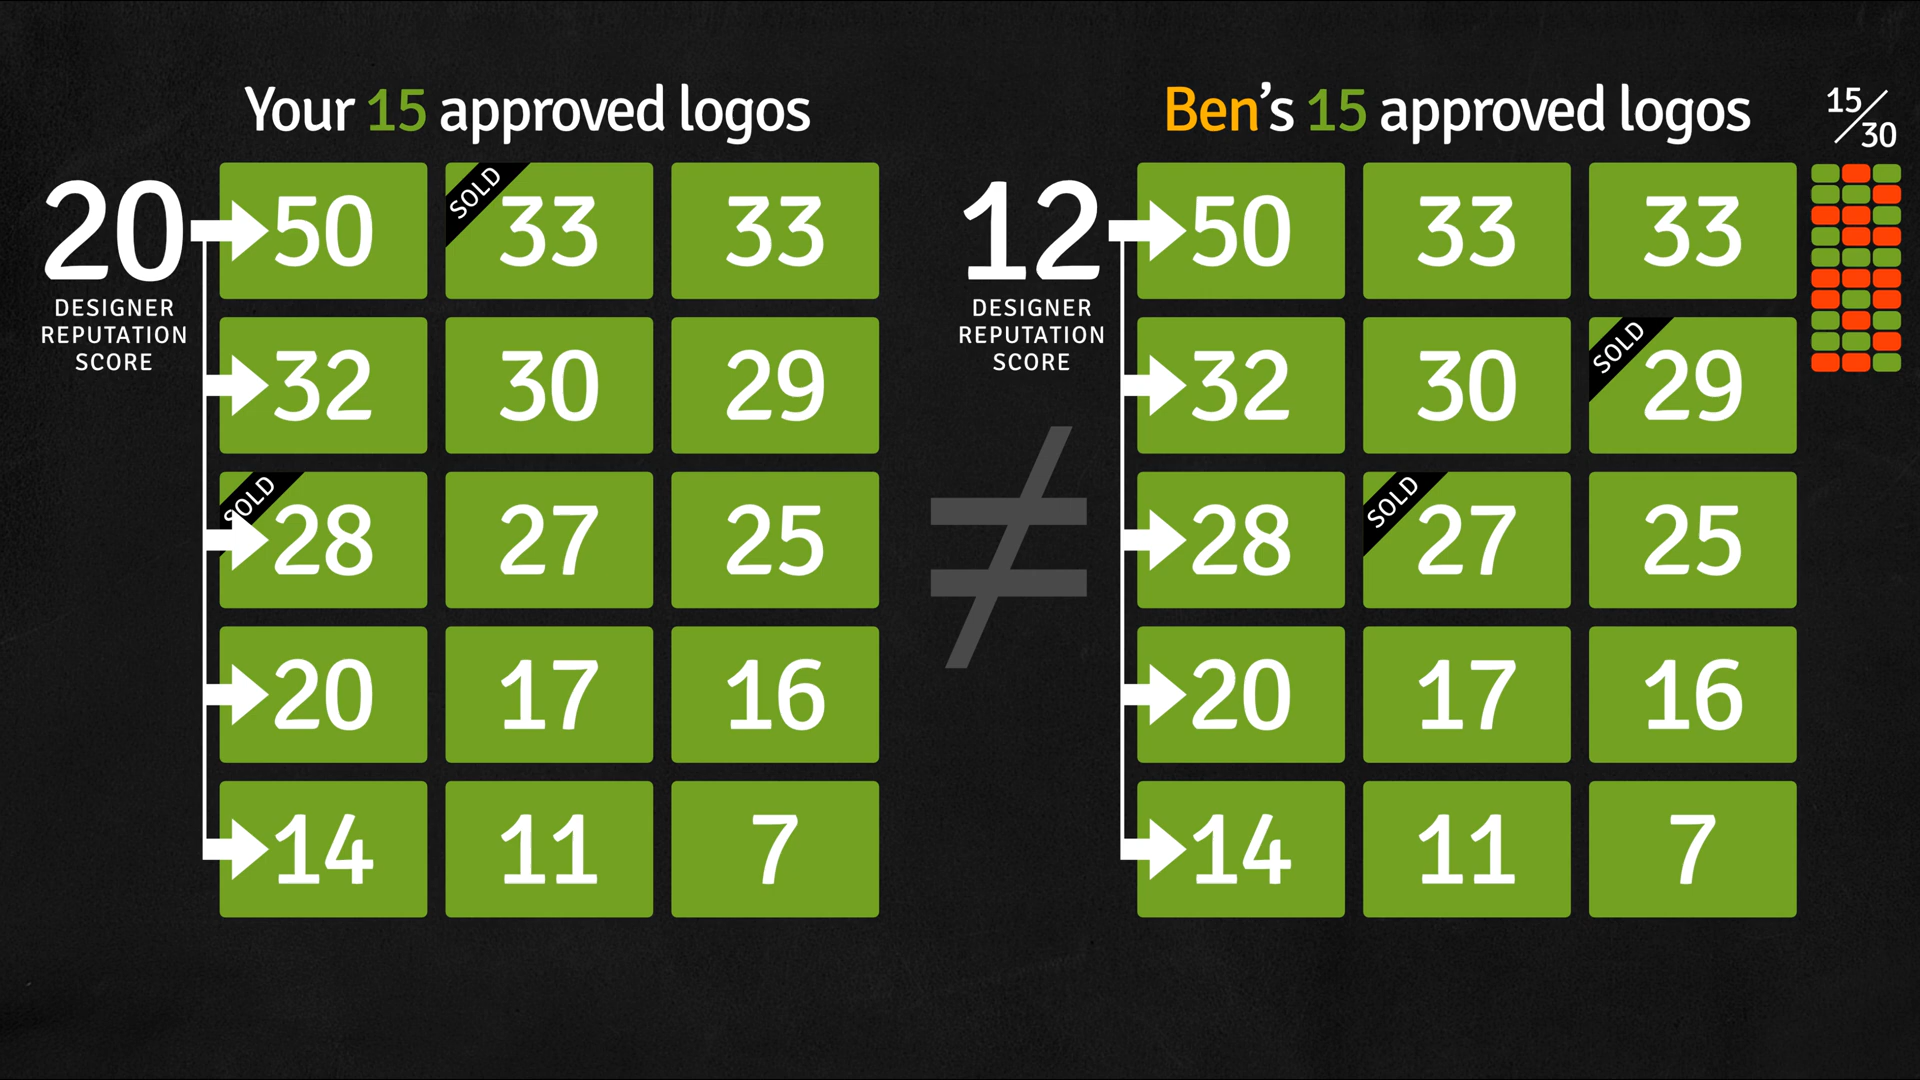 Your 15 approved logos
20
DESIGNER
REPUTATION
SCORE
50 SOLD 33 33
32 30 29
SOLD 28 27 25
20 17 16
14 11 7
≠
Ben's 15 approved logos
12
DESIGNER
REPUTATION
SCORE
50 33 33
32 30 SOLD 29
28 SOLD 27 25
20 17 16
14 11 7
15/30